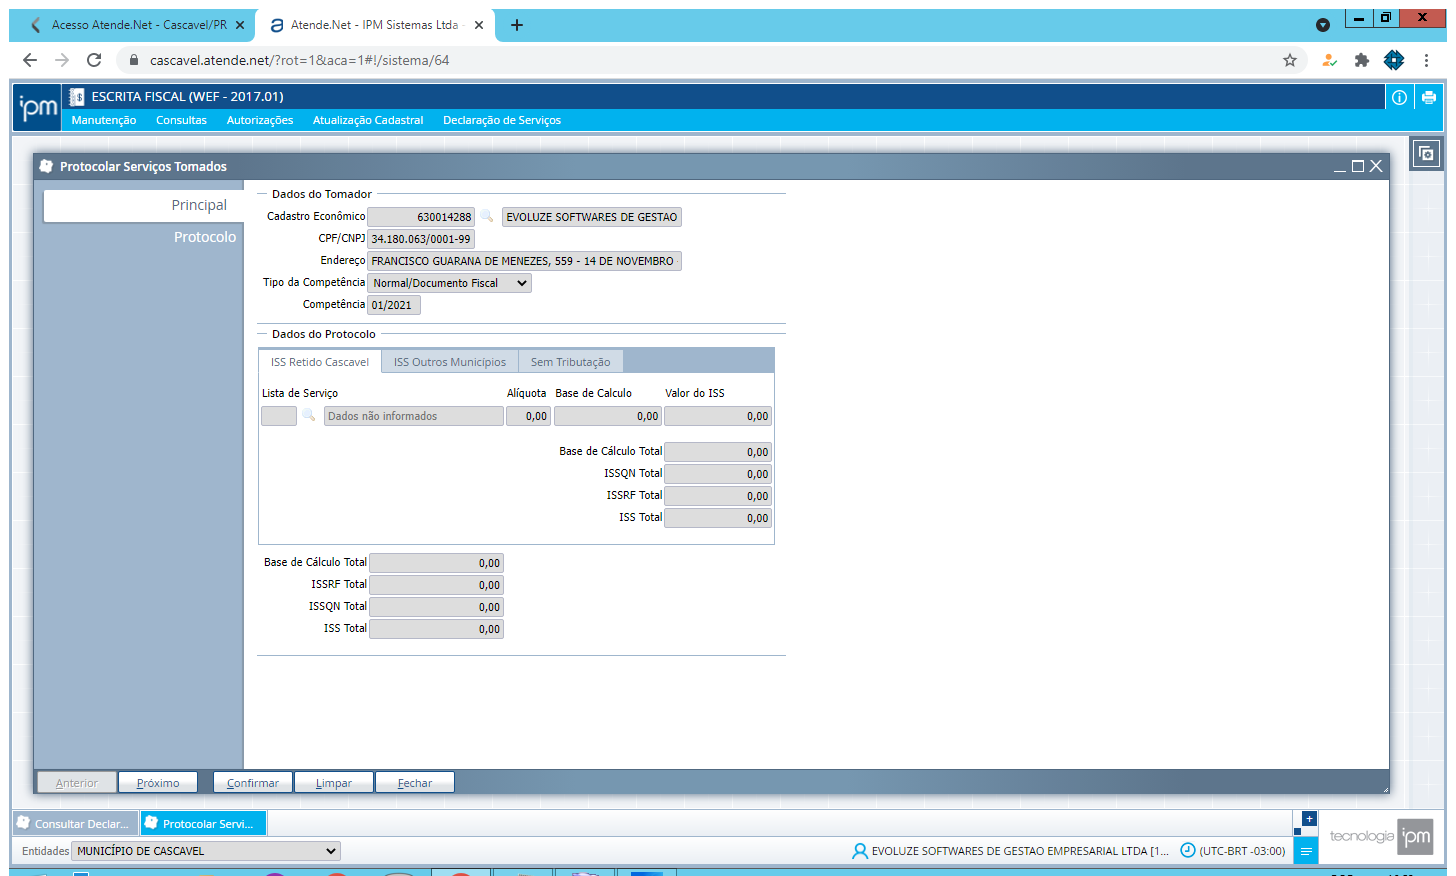 Acesso Atende.Net - Cascavel/PR
Atende.Net - IPM Sistemas Ltda -
cascavel.atende.net/?rot=1&aca=1#!/sistema/64
ipm
ESCRITA FISCAL (WEF - 2017.01)
Manutenção Consultas Autorizações Atualização Cadastral Declaração de Serviços
Protocolar Serviços Tomados
Principal
Protocolo
Dados do Tomador
Cadastro Econômico 630014288 EVOLUZE SOFTWARES DE GESTAO
CPF/CNPJ 34.180.063/0001-99
Endereço FRANCISCO GUARANA DE MENEZES, 559 - 14 DE NOVEMBRO
Tipo da Competência Normal/Documento Fiscal
Competência 01/2021
Dados do Protocolo
ISS Retido Cascavel ISS Outros Municípios Sem Tributação
Lista de Serviço Alíquota Base de Calculo Valor do ISS
Dados não informados 0,00 0,00 0,00
Base de Cálculo Total 0,00
ISSQN Total 0,00
ISSRF Total 0,00
ISS Total 0,00
Base de Cálculo Total 0,00
ISSRF Total 0,00
ISSQN Total 0,00
ISS Total 0,00
Anterior Próximo Confirmar Limpar Fechar
Consultar Declar... Protocolar Servi...
tecnologia ipm
Entidades MUNICÍPIO DE CASCAVEL EVOLUZE SOFTWARES DE GESTAO EMPRESARIAL LTDA [1... (UTC-BRT -03:00)